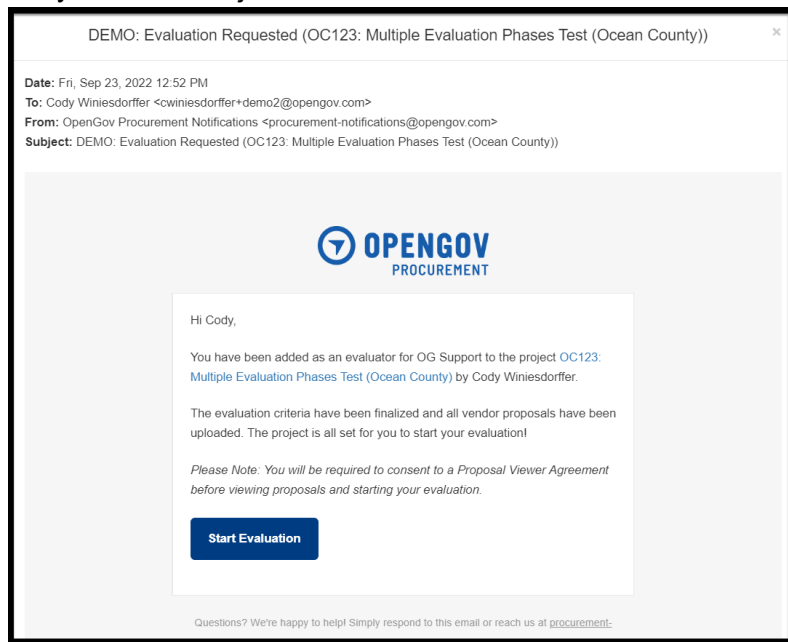 DEMO: Evaluation Requested (OC123: Multiple Evaluation Phases Test (Ocean County))
×
Date: Fri, Sep 23, 2022 12:52 PM
To: Cody Winiesdorffer <cwiniesdorffer+demo2@opengov.com>
From: OpenGov Procurement Notifications <procurement-notifications@opengov.com>
Subject: DEMO: Evaluation Requested (OC123: Multiple Evaluation Phases Test (Ocean County))
OPENGOV
PROCUREMENT
Hi Cody,
You have been added as an evaluator for OG Support to the project OC123:
Multiple Evaluation Phases Test (Ocean County) by Cody Winiesdorffer.
The evaluation criteria have been finalized and all vendor proposals have been
uploaded. The project is all set for you to start your evaluation!
Please Note: You will be required to consent to a Proposal Viewer Agreement
before viewing proposals and starting your evaluation.
Start Evaluation
Questions? We're happy to help! Simply respond to this email or reach us at procurement-